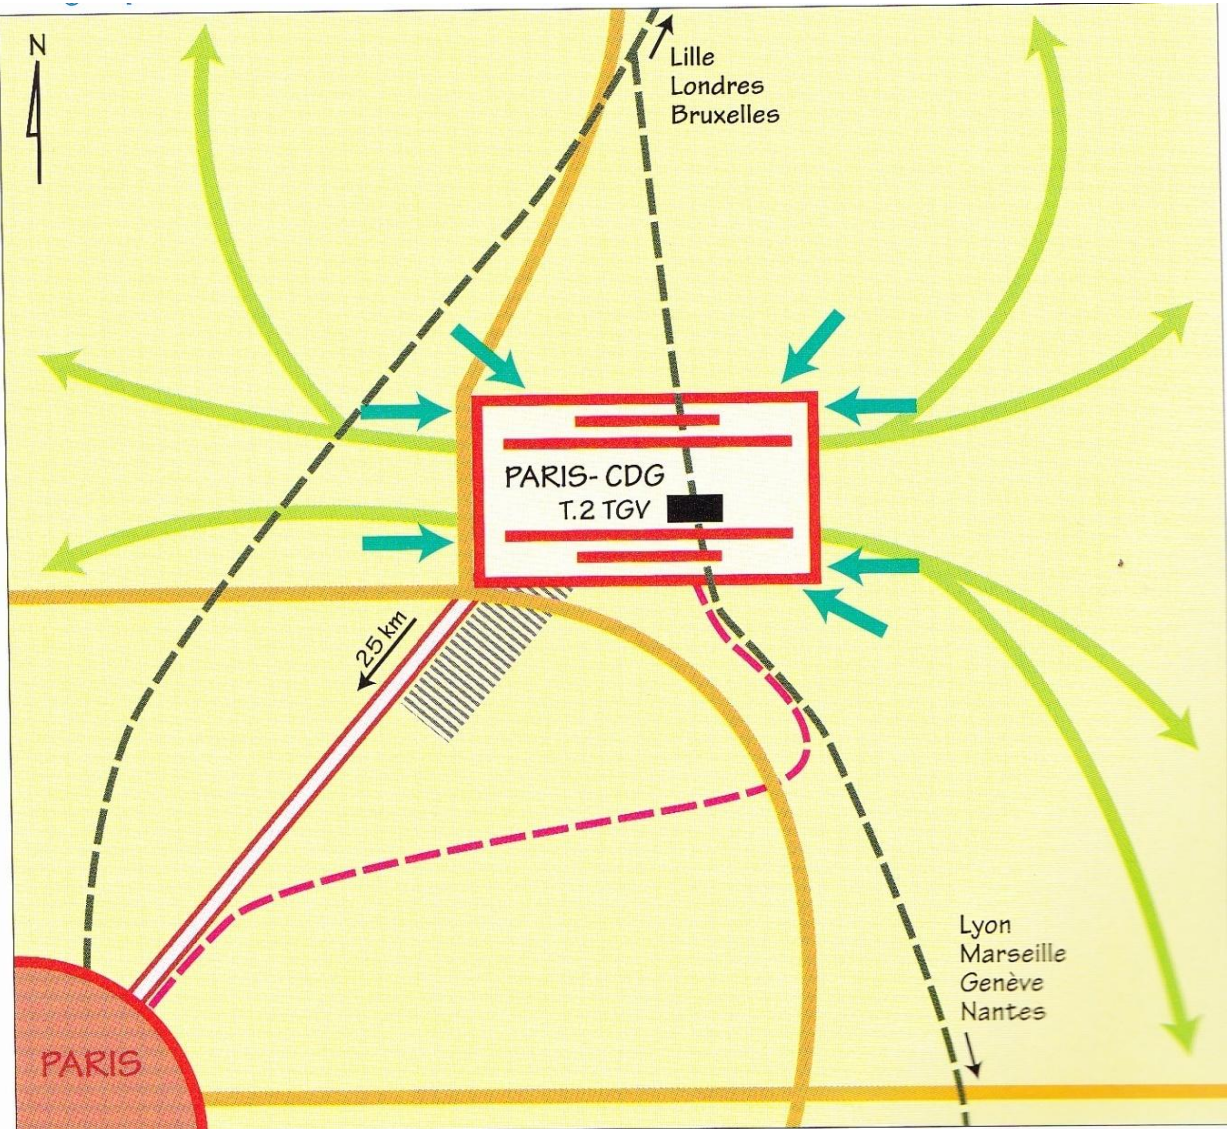 N
Lille
Londres
Bruxelles
PARIS-CDG
T.2 TGV
25 km
Lyon
Marseille
Genève
Nantes
PARIS